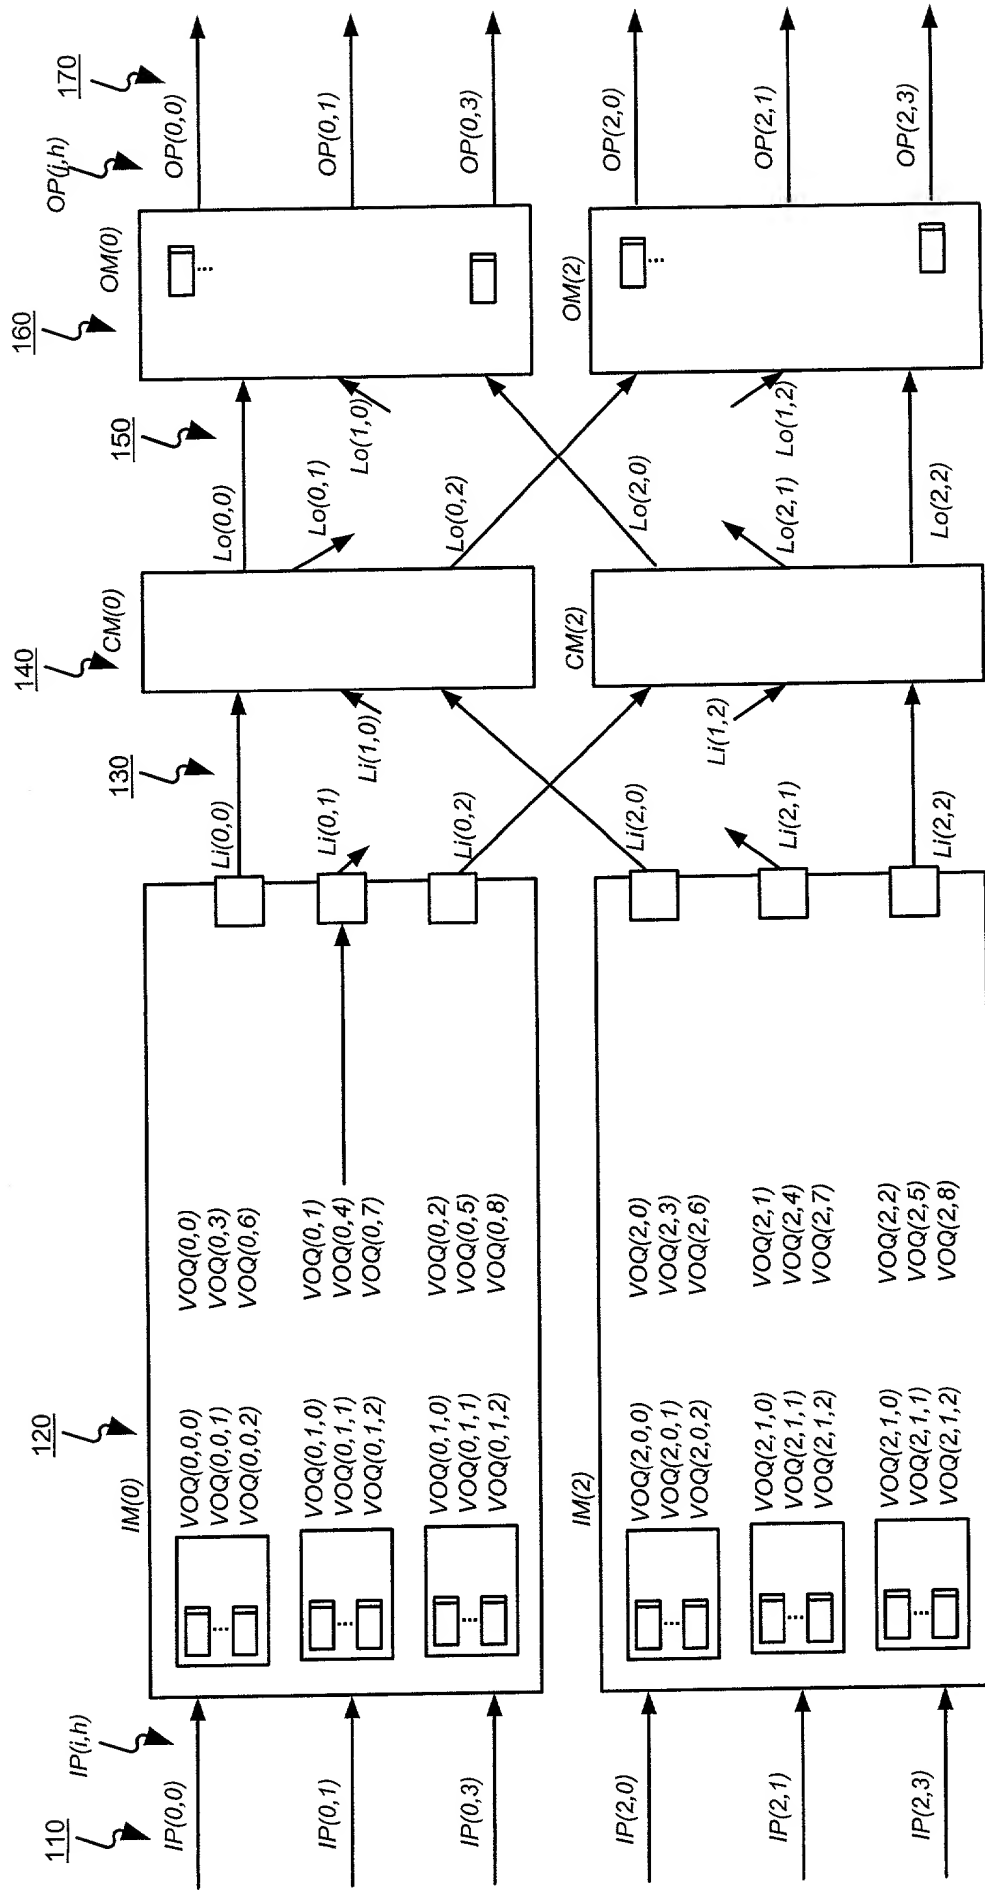 110
IP(i,h)
IP(0,0)
IP(0,1)
IP(0,3)
IP(2,0)
IP(2,1)
IP(2,3)
120
IM(0)
VOQ(0,0,0)
VOQ(0,0,1)
VOQ(0,0,2)
VOQ(0,1,0)
VOQ(0,1,1)
VOQ(0,1,2)
VOQ(0,1,0)
VOQ(0,1,1)
VOQ(0,1,2)
VOQ(0,0)
VOQ(0,3)
VOQ(0,6)
VOQ(0,1)
VOQ(0,4)
VOQ(0,7)
VOQ(0,2)
VOQ(0,5)
VOQ(0,8)
IM(2)
VOQ(2,0,0)
VOQ(2,0,1)
VOQ(2,0,2)
VOQ(2,1,0)
VOQ(2,1,1)
VOQ(2,1,2)
VOQ(2,1,0)
VOQ(2,1,1)
VOQ(2,1,2)
VOQ(2,0)
VOQ(2,3)
VOQ(2,6)
VOQ(2,1)
VOQ(2,4)
VOQ(2,7)
VOQ(2,2)
VOQ(2,5)
VOQ(2,8)
130
Li(0,0)
Li(0,1)
Li(0,2)
Li(2,0)
Li(2,1)
Li(2,2)
Li(1,0)
Li(1,2)
140
CM(0)
CM(2)
150
Lo(0,0)
Lo(0,1)
Lo(0,2)
Lo(2,0)
Lo(2,1)
Lo(2,2)
Lo(1,0)
Lo(1,2)
160
OM(0)
OM(2)
OP(j,h)
170
OP(0,0)
OP(0,1)
OP(0,3)
OP(2,0)
OP(2,1)
OP(2,3)